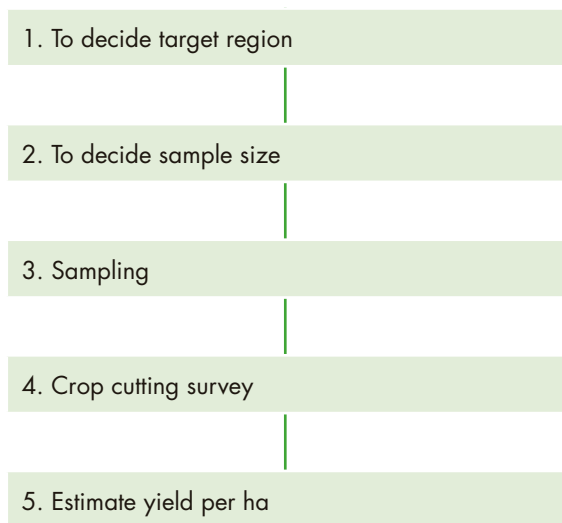 1. To decide target region
2. To decide sample size
3. Sampling
4. Crop cutting survey
5. Estimate yield per ha